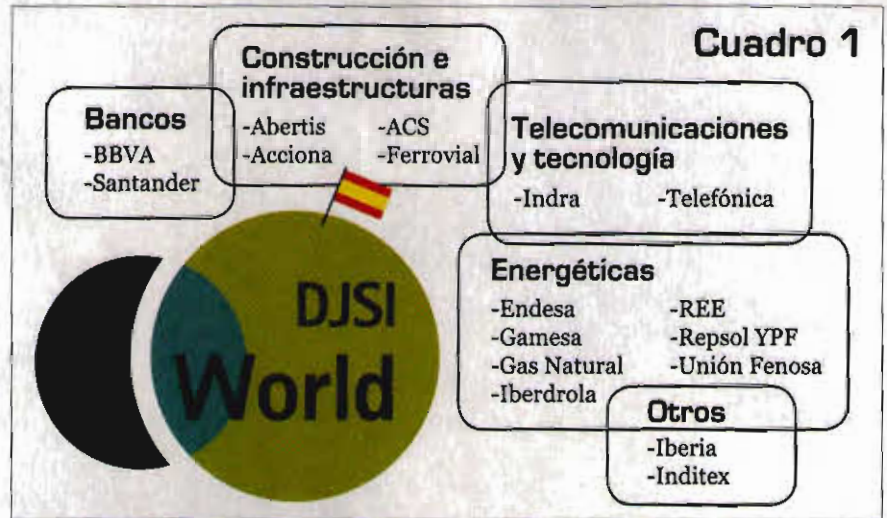 Cuadro 1
Bancos
-BBVA
-Santander
Construcción e
infraestructuras
-Abertis -ACS
-Acciona -Ferrovial
Telecomunicaciones
y tecnología
-Indra -Telefónica
Energéticas
-Endesa -REE
-Gamesa -Repsol YPF
-Gas Natural -Unión Fenosa
-Iberdrola
Otros
-Iberia
-Inditex
DJSI
World